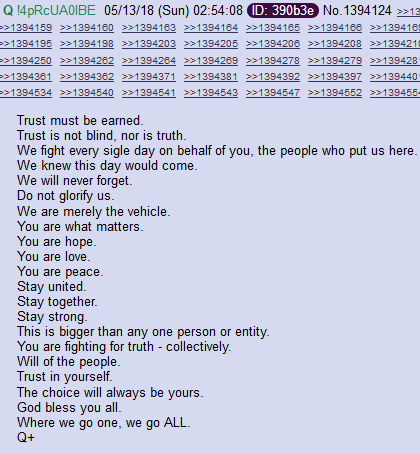 Q !4pRcUA0lBE 05/13/18 (Sun) 02:54:08 ID: 390b3e No.1394124 >>13
>>1394159 >>1394160 >>1394163 >>1394164 >>1394165 >>1394166 >>1394169
>>1394195 >>1394198 >>1394203 >>1394205 >>1394206 >>1394208 >>1394210
>>1394250 >>1394262 >>1394264 >>1394269 >>1394278 >>1394279 >>139428
>>1394361 >>1394362 >>1394371 >>1394381 >>1394392 >>1394397 >>139440
>>1394534 >>1394540 >>1394541 >>1394543 >>1394547 >>1394552 >>139455
Trust must be earned.
Trust is not blind, nor is truth.
We fight every sigle day on behalf of you, the people who put us here.
We knew this day would come.
We will never forget.
Do not glorify us.
We are merely the vehicle.
You are what matters.
You are hope.
You are love.
You are peace.
Stay united.
Stay together.
Stay strong.
This is bigger than any one person or entity.
You are fighting for truth - collectively.
Will of the people.
Trust in yourself.
The choice will always be yours.
God bless you all.
Where we go one, we go ALL.
Q+